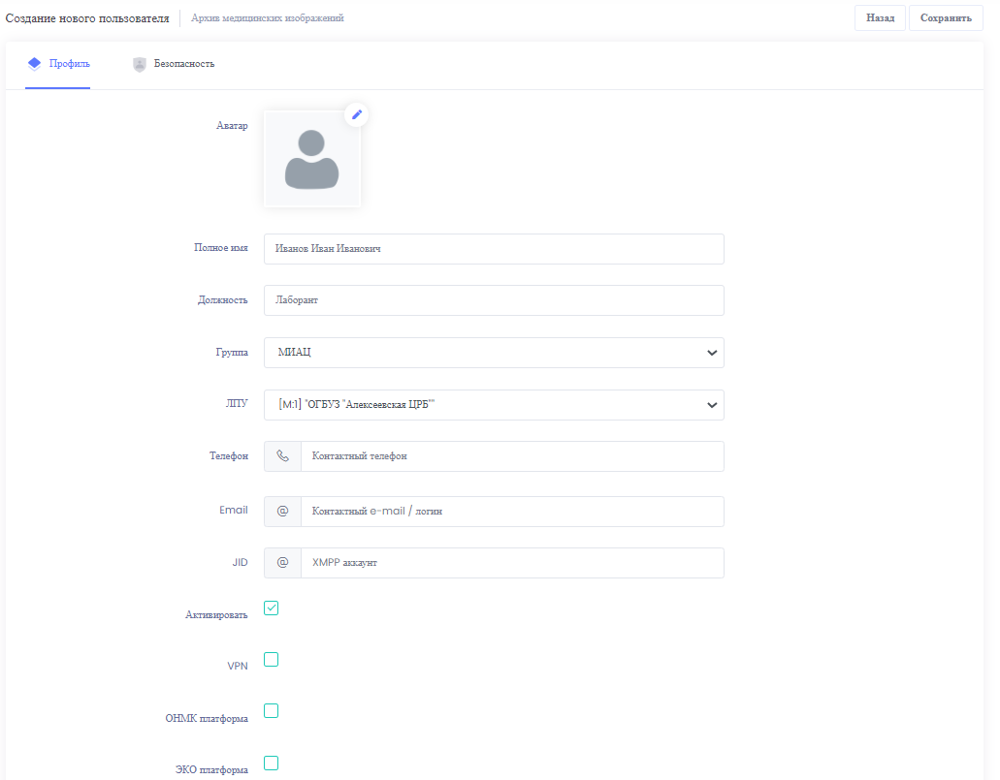 Создание нового пользователя Архив медицинских изображений Назад Сохранить
Профиль Безопасность
Аватар
Полное имя Иванов Иван Иванович
Должность Лаборант
Группа МИАЦ
ЛПУ [M:1] "ОГБУЗ "Алексеевская ЦРБ""
Телефон Контактный телефон
Email @ Контактный e-mail / логин
JID @ XMPP аккаунт
Активировать
VPN
ОНМК платформа
ЭКО платформа